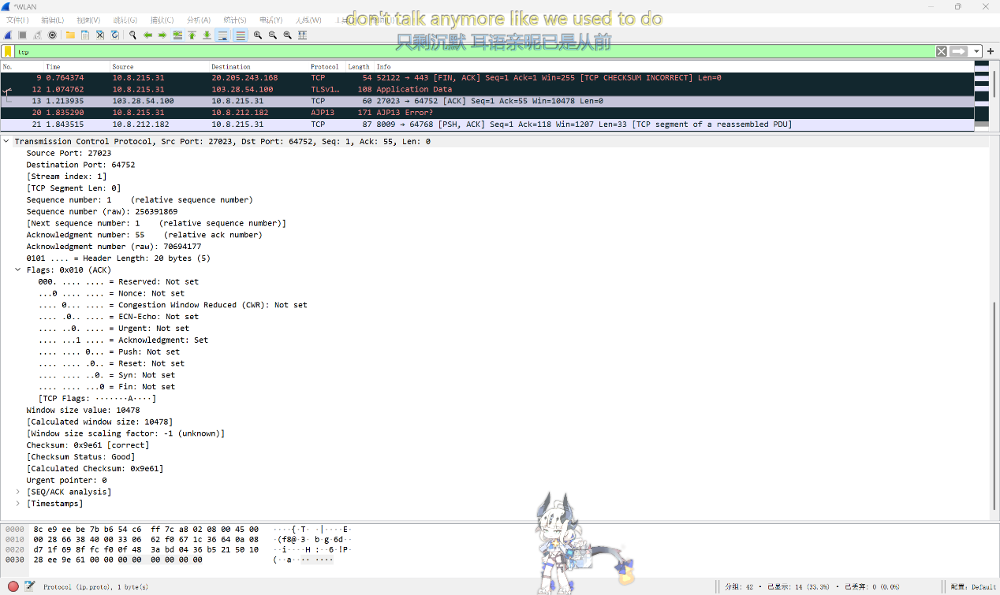 *WLAN
文件(F) 编辑(E) 视图(V) 跳转(G) 捕获(C) 分析(A) 统计(S) 电话(Y) 无线(W)
don't talk anymore like we used to do
只剩沉默 耳语亲昵已是从前
tcp
No. Time Source Destination Protocol Length Info
9 0.764374 10.8.215.31 20.205.243.168 TCP 54 52122 → 443 [FIN, ACK] Seq=1 Ack=1 Win=255 [TCP CHECKSUM INCORRECT] Len=0
12 1.074762 10.8.215.31 103.28.54.100 TLSv1… 108 Application Data
13 1.213935 103.28.54.100 10.8.215.31 TCP 60 27023 → 64752 [ACK] Seq=1 Ack=55 Win=10478 Len=0
20 1.835290 10.8.215.31 10.8.212.182 AJP13 171 AJP13 Error?
21 1.843515 10.8.212.182 10.8.215.31 TCP 87 8009 → 64768 [PSH, ACK] Seq=1 Ack=118 Win=1207 Len=33 [TCP segment of a reassembled PDU]
Transmission Control Protocol, Src Port: 27023, Dst Port: 64752, Seq: 1, Ack: 55, Len: 0
Source Port: 27023
Destination Port: 64752
[Stream index: 1]
[TCP Segment Len: 0]
Sequence number: 1 (relative sequence number)
Sequence number (raw): 256391869
[Next sequence number: 1 (relative sequence number)]
Acknowledgment number: 55 (relative ack number)
Acknowledgment number (raw): 70694177
0101 .... = Header Length: 20 bytes (5)
Flags: 0x010 (ACK)
000. .... .... = Reserved: Not set
...0 .... .... = Nonce: Not set
.... 0... .... = Congestion Window Reduced (CWR): Not set
.... .0.. .... = ECN-Echo: Not set
.... ..0. .... = Urgent: Not set
.... ...1 .... = Acknowledgment: Set
.... .... 0... = Push: Not set
.... .... .0.. = Reset: Not set
.... .... ..0. = Syn: Not set
.... .... ...0 = Fin: Not set
[TCP Flags: ·······A····]
Window size value: 10478
[Calculated window size: 10478]
[Window size scaling factor: -1 (unknown)]
Checksum: 0x9e61 [correct]
[Checksum Status: Good]
[Calculated Checksum: 0x9e61]
Urgent pointer: 0
[SEQ/ACK analysis]
[Timestamps]
0000 8c e9 ee be 7b b6 54 c6 ff 7c a8 02 08 00 45 00 ····{·T· ·|····E·
0010 00 28 66 38 40 00 33 06 62 f0 67 1c 36 64 0a 08 ·(f8@·3· b·g·6d··
0020 d7 1f 69 8f fc f0 0f 48 3a bd 04 36 b5 21 50 10 ··i····H :··6·!P·
0030 28 ee 9e 61 00 00 00 00 00 00 00 00 (··a···· ····
Protocol (ip.proto), 1 byte(s)
分组: 42 · 已显示: 14 (33.3%) · 已丢弃: 0 (0.0%)
配置: Default